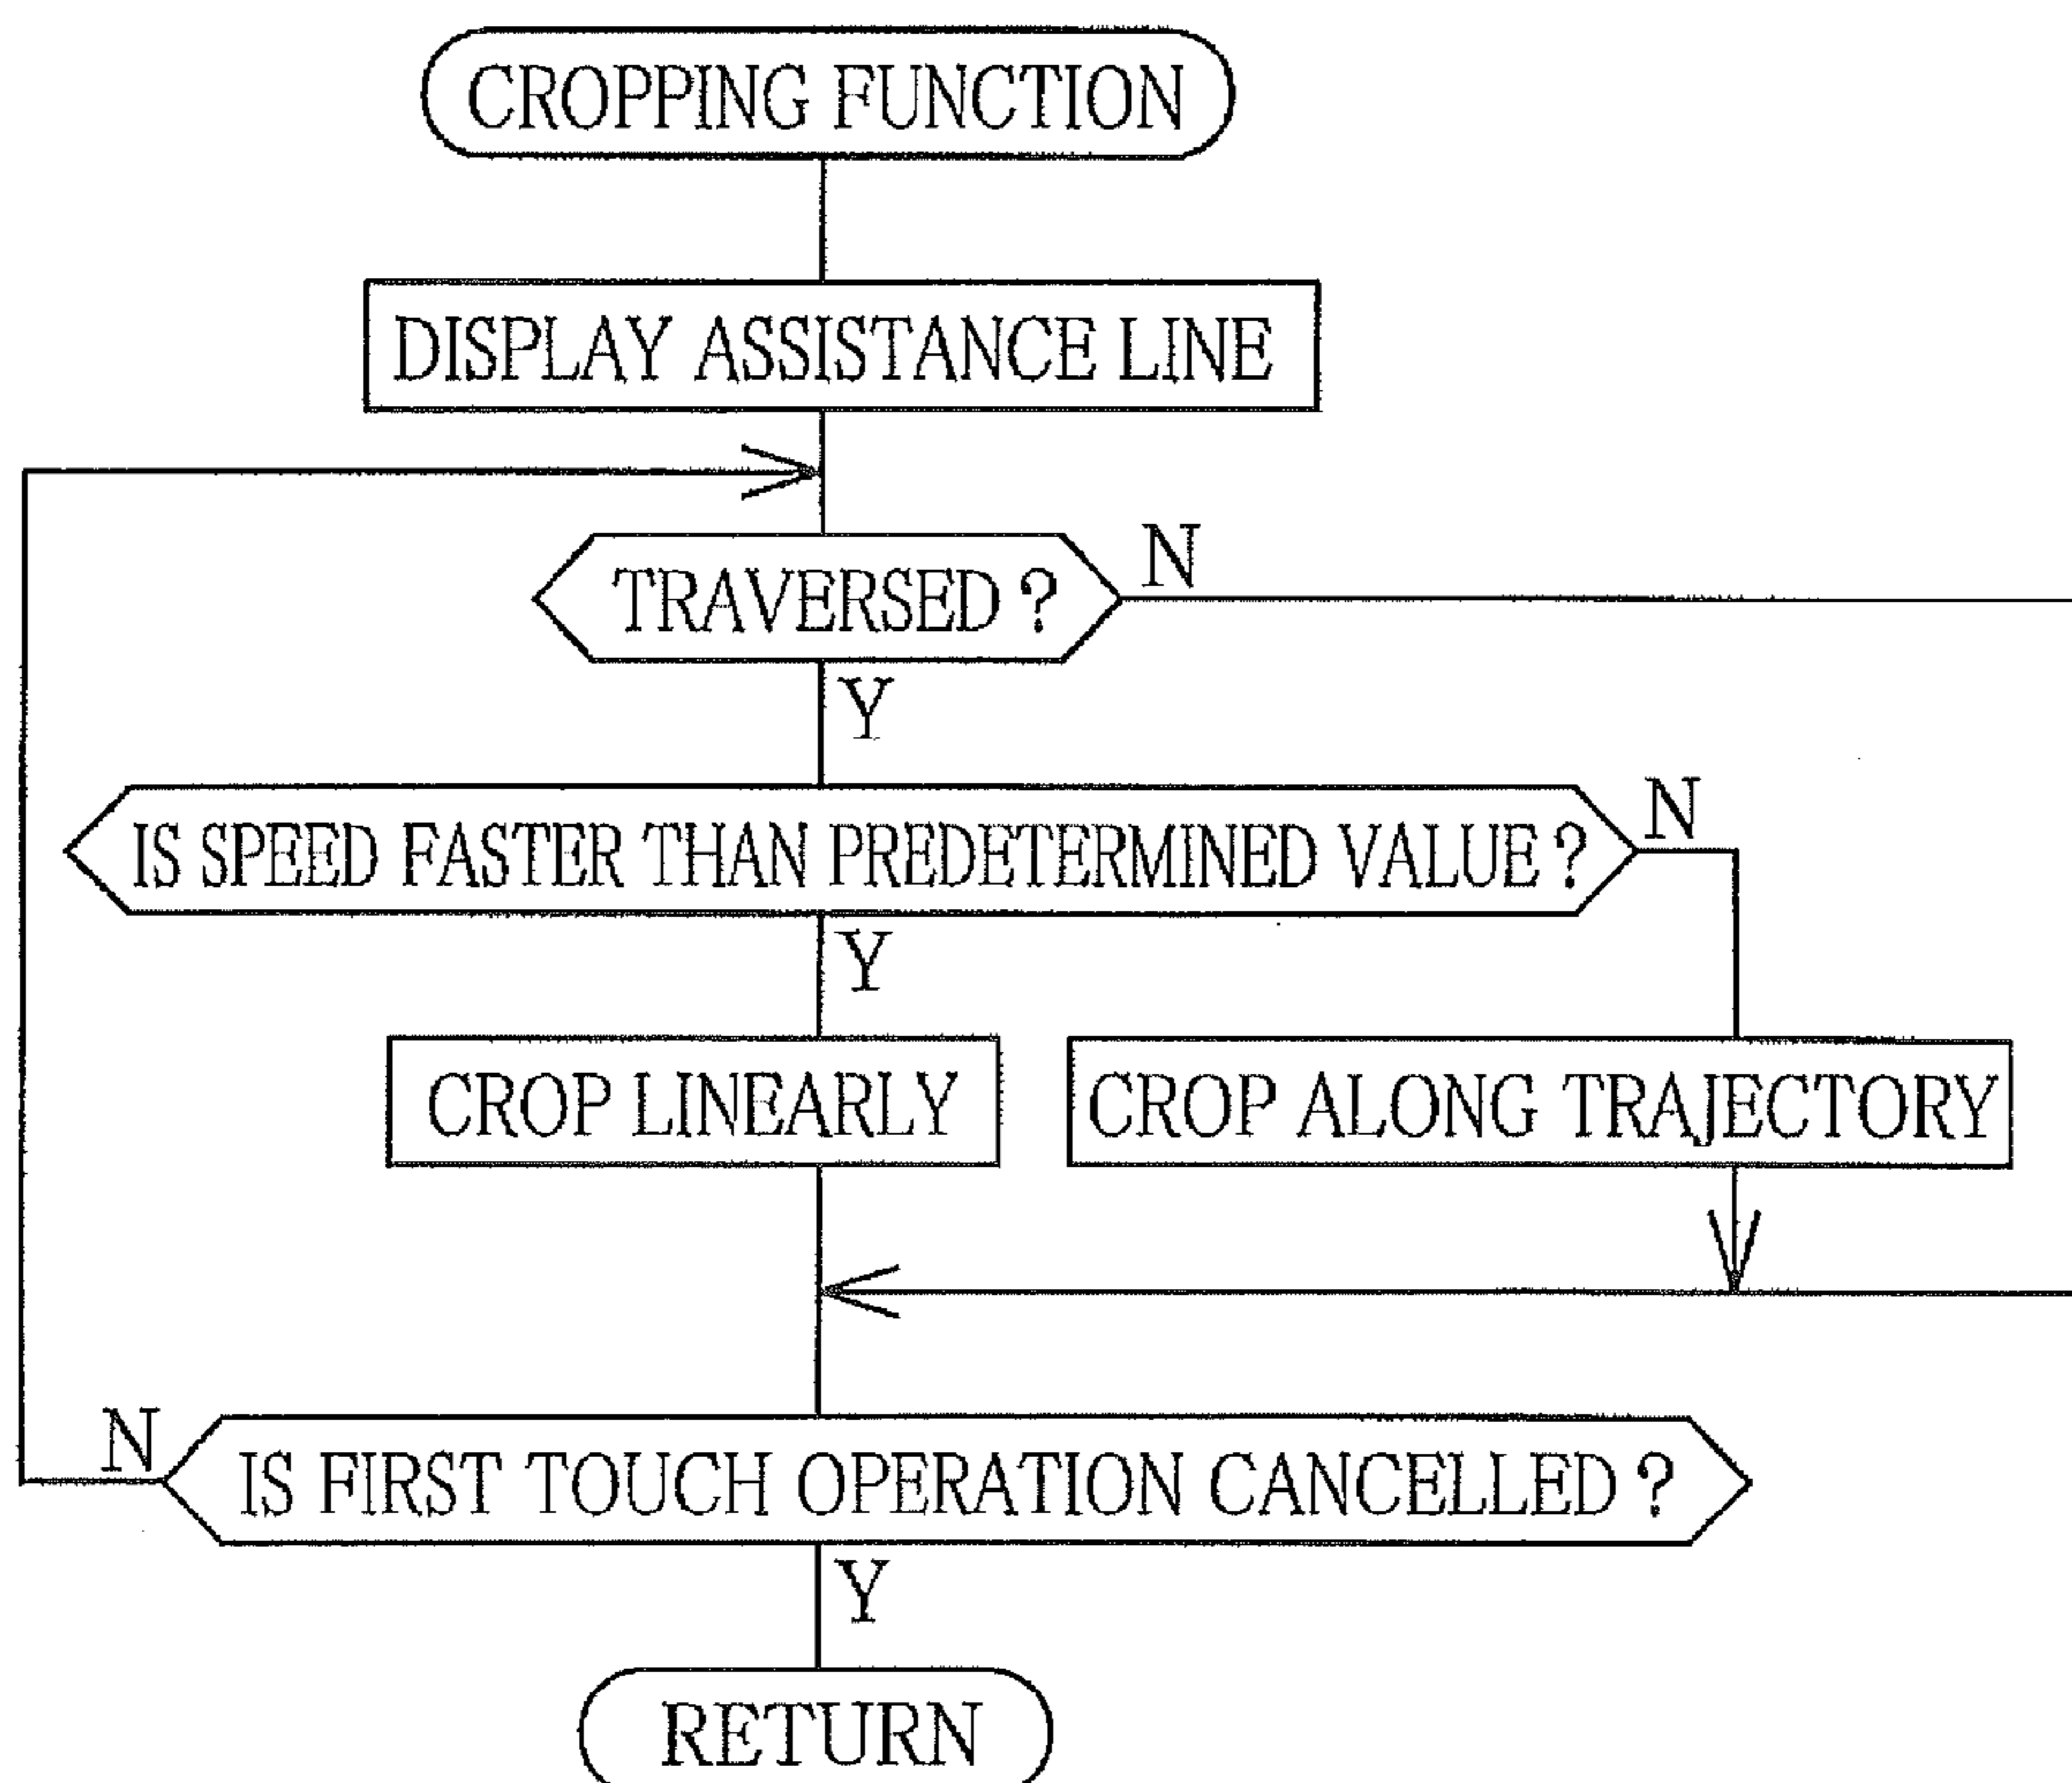 CROPPING FUNCTION
DISPLAY ASSISTANCE LINE
TRAVERSED ?
N
Y
IS SPEED FASTER THAN PREDETERMINED VALUE ?
N
Y
CROP LINEARLY
CROP ALONG TRAJECTORY
N
IS FIRST TOUCH OPERATION CANCELLED ?
Y
RETURN